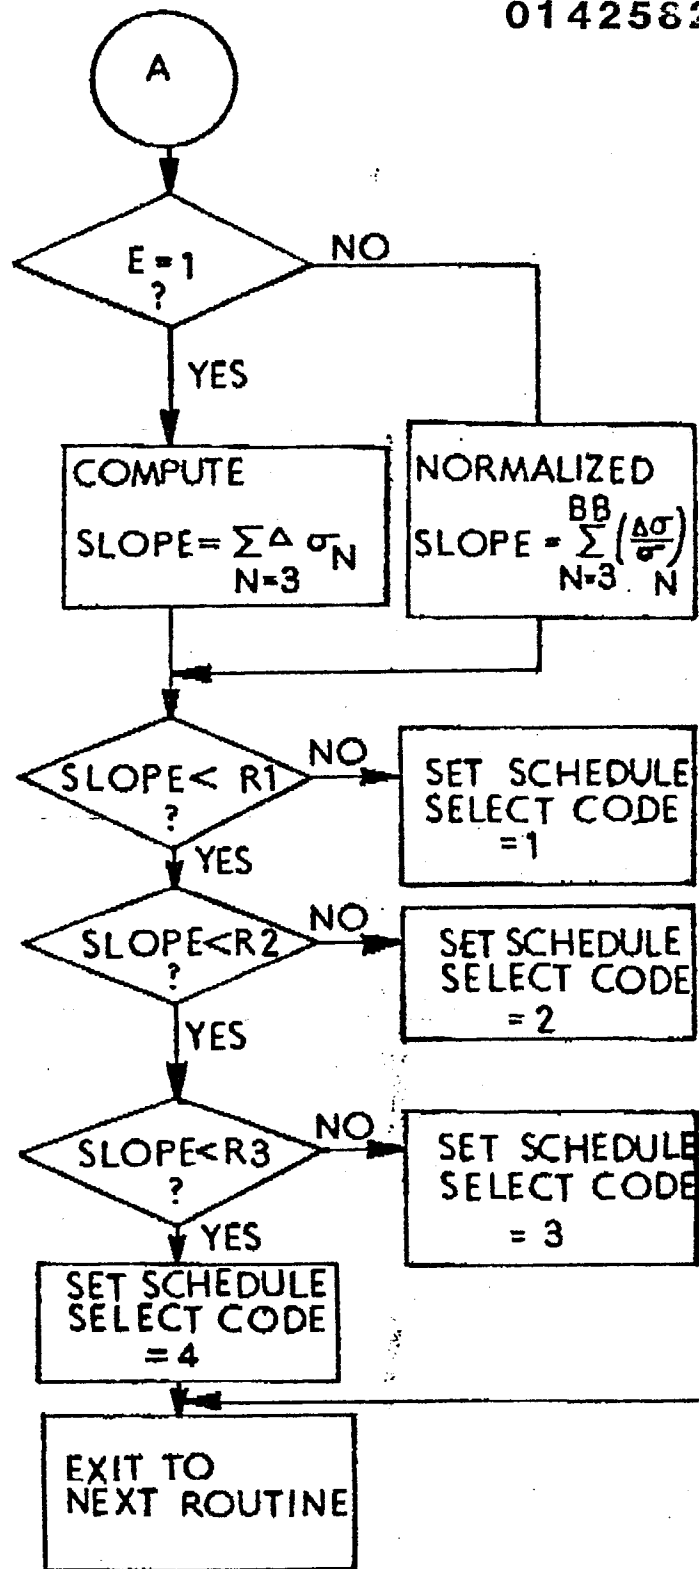 0142582
A
E = 1
?
NO
YES
COMPUTE
SLOPE = Σ Δ σN
N=3
NORMALIZED
BB
SLOPE = Σ (Δσ/σ)
N=3 N
SLOPE < R1
?
NO
YES
SET SCHEDULE
SELECT CODE
=1
SLOPE<R2
?
NO
YES
SET SCHEDULE
SELECT CODE
= 2
SLOPE<R3
?
NO
YES
SET SCHEDULE
SELECT CODE
= 3
SET SCHEDULE
SELECT CODE
= 4
EXIT TO
NEXT ROUTINE